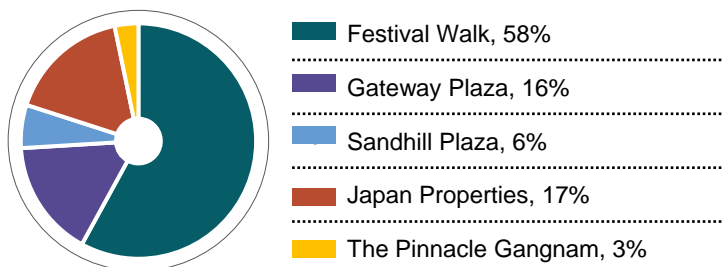 Festival Walk, 58%
Gateway Plaza, 16%
Sandhill Plaza, 6%
Japan Properties, 17%
The Pinnacle Gangnam, 3%